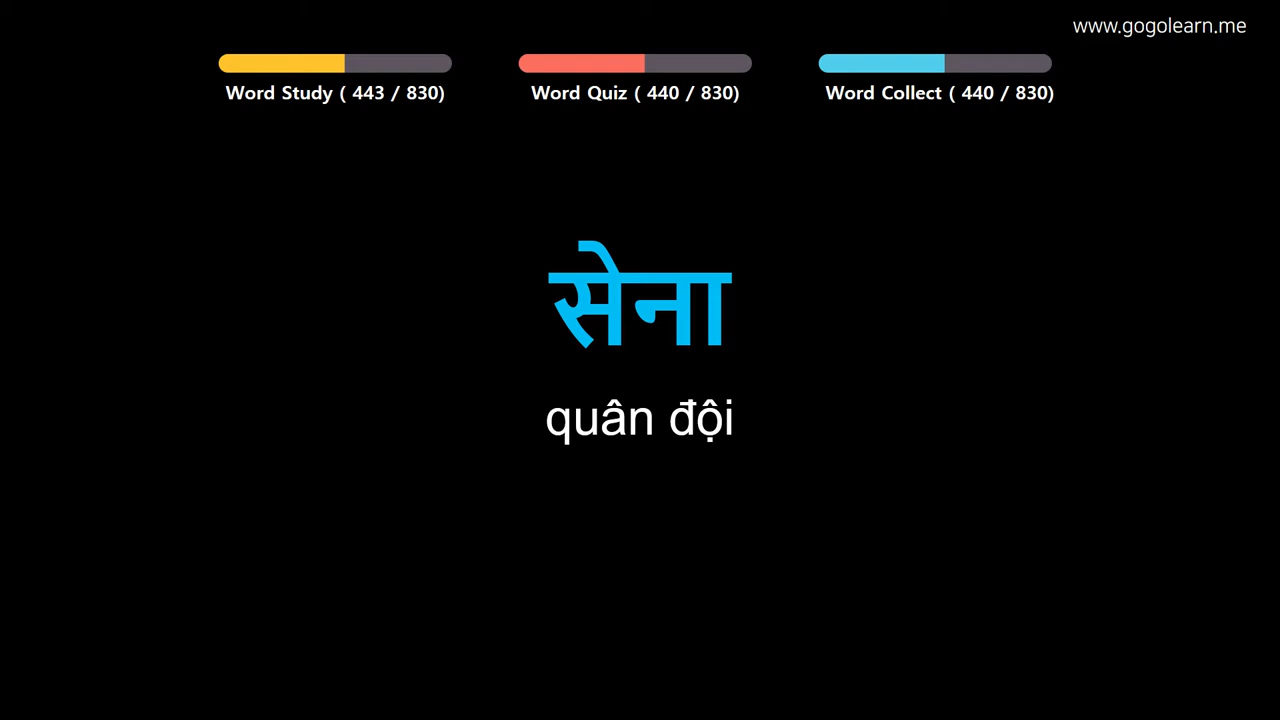 www.gogolearn.me
Word Study ( 443 / 830)
Word Quiz ( 440 / 830)
Word Collect ( 440 / 830)
सेना
quân đội